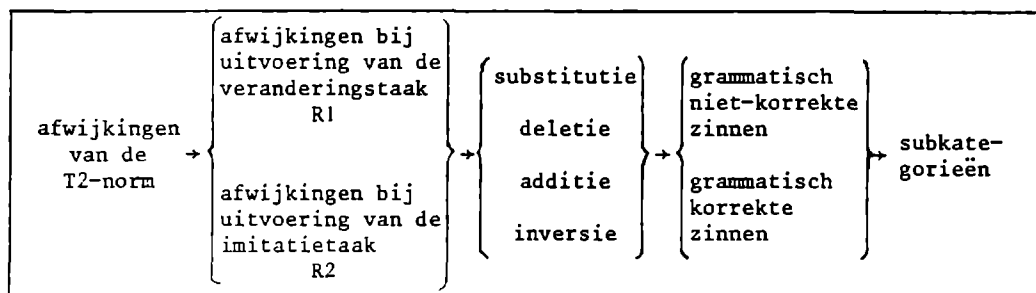 afwijkingen
van de
T2-norm
→
afwijkingen bij
uitvoering van de
veranderingstaak
R1
afwijkingen bij
uitvoering van de
imitatietaak
R2
→
substitutie
deletie
additie
inversie
→
grammatisch
niet-korrekte
zinnen
grammatisch
korrekte
zinnen
→
subkate-
gorieën